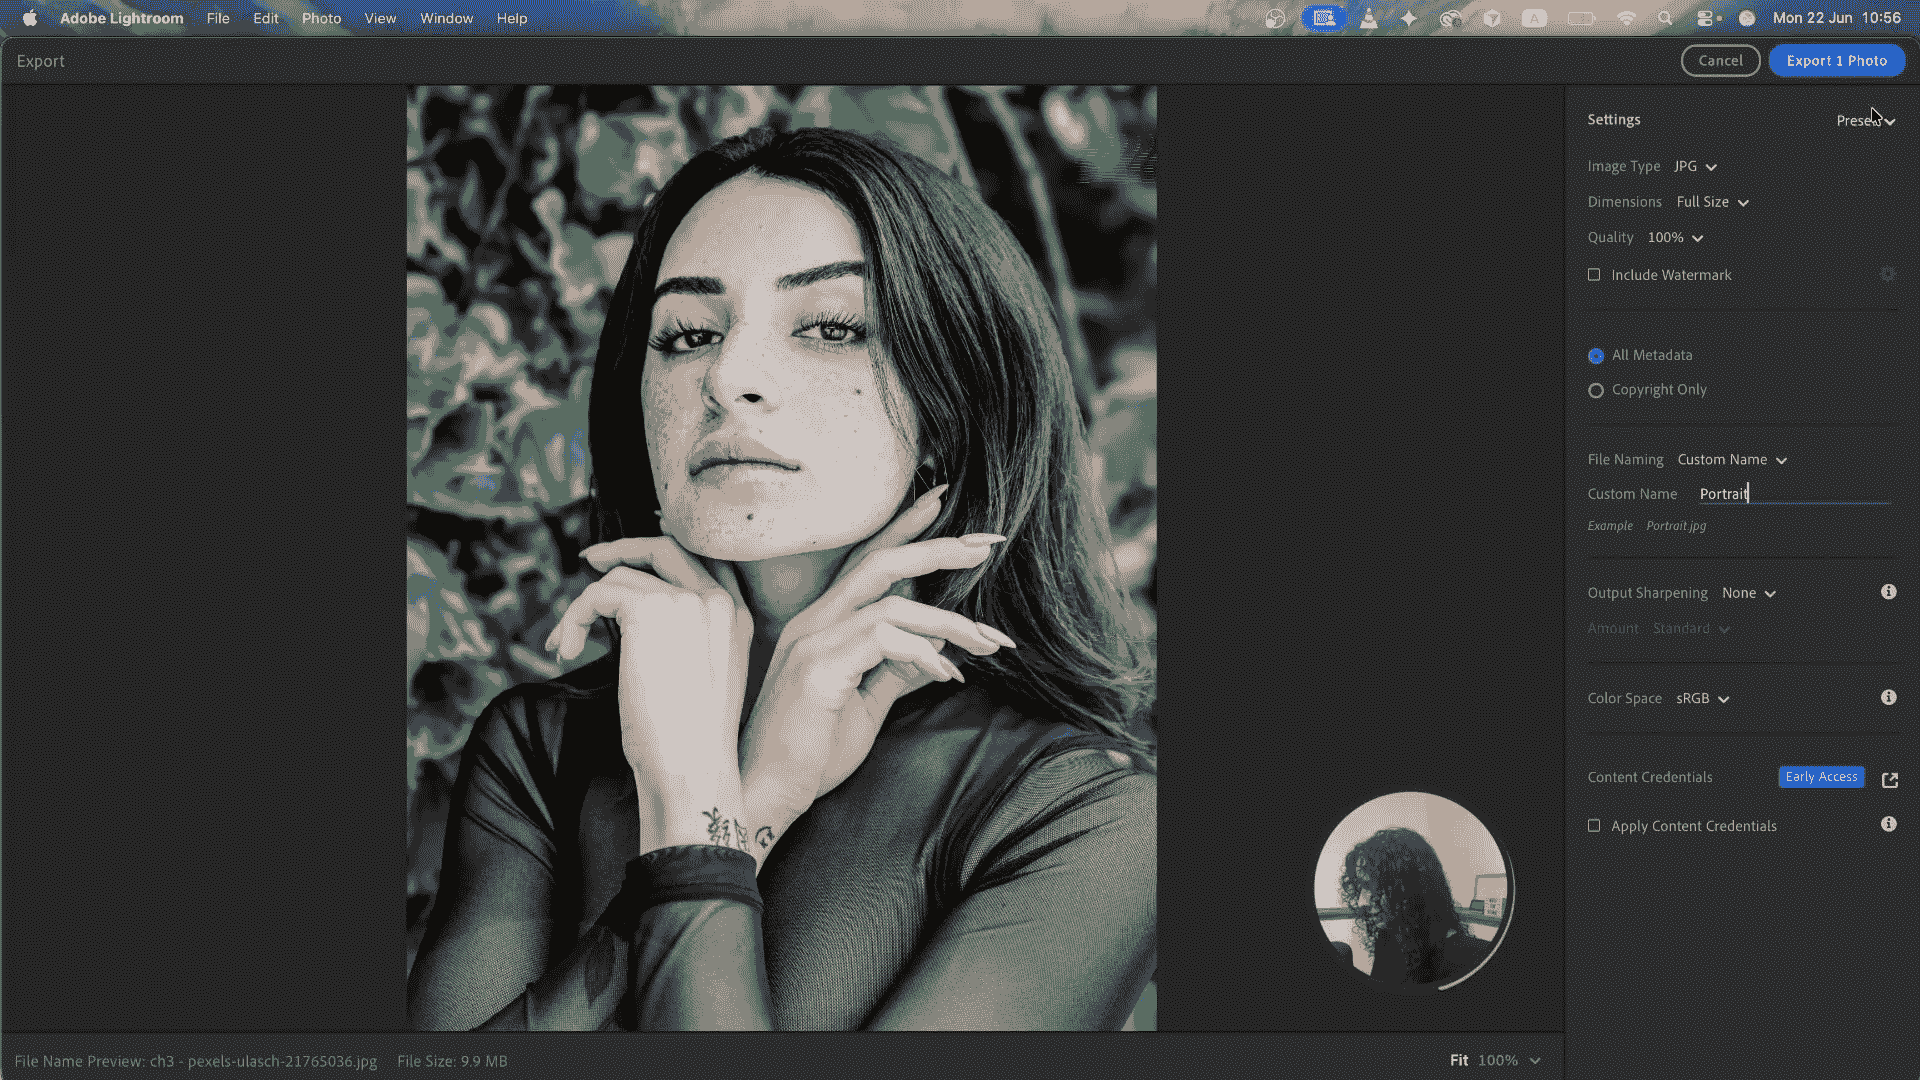 Adobe Lightroom File Edit Photo View Window Help A Mon 22 Jun 10:56
Export Cancel Export 1 Photo
Settings
Image Type JPG
Dimensions Full Size
Quality 100%
Include Watermark
All Metadata
Copyright Only
File Naming Custom Name
Custom Name Portrait
Example Portrait.jpg
Output Sharpening None
Amount Standard
Color Space sRGB
Content Credentials Early Access
Apply Content Credentials
File Name Preview: ch3 - pexels-ulasch-21765036.jpg File Size: 9.9 MB Fit 100%